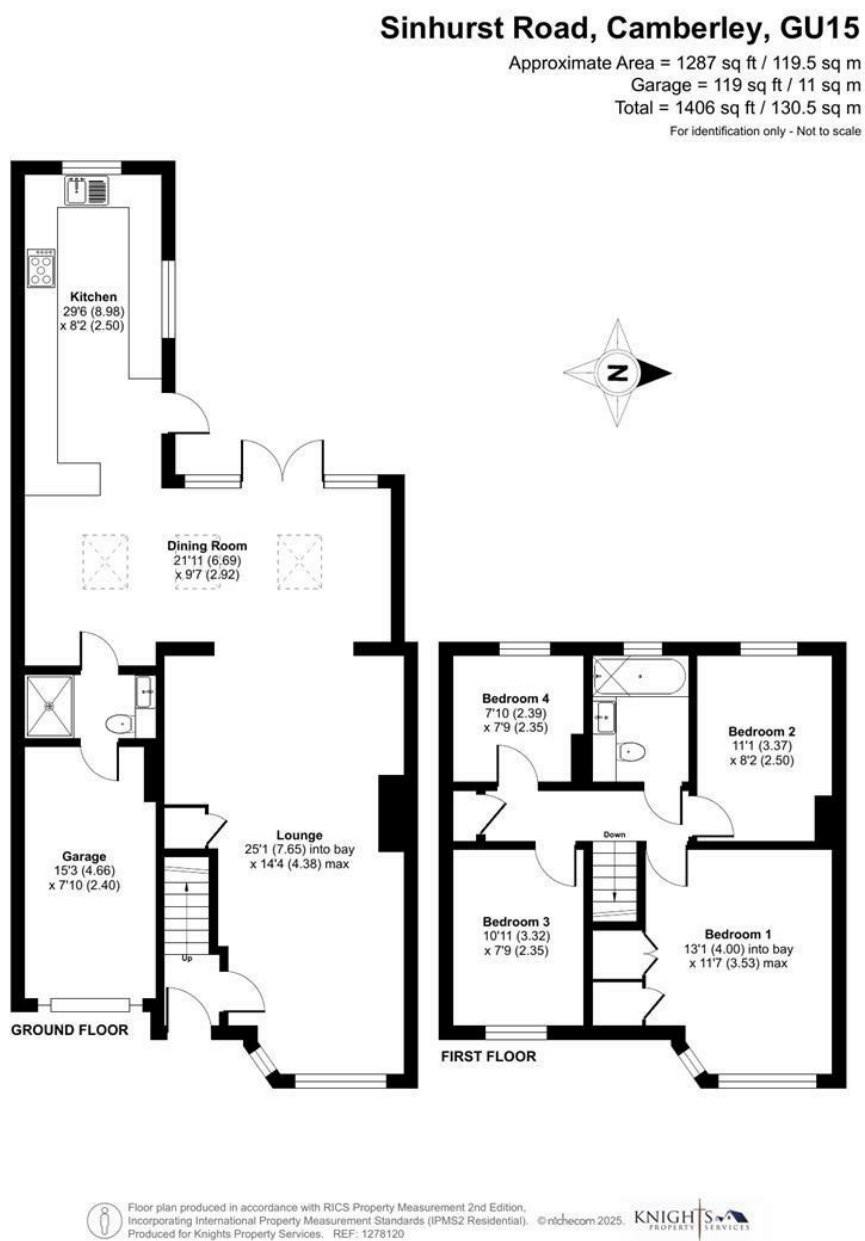 Sinhurst Road, Camberley, GU15
Approximate Area = 1287 sq ft / 119.5 sq m
Garage = 119 sq ft / 11 sq m
Total = 1406 sq ft / 130.5 sq m
For identification only - Not to scale
Kitchen
29'6 (8.98)
x 8'2 (2.50)
N
Dining Room
21'11 (6.69)
x 9'7 (2.92)
Bedroom 4
7'10 (2.39)
x 7'9 (2.35)
Bedroom 2
11'1 (3.37)
x 8'2 (2.50)
Lounge
25'1 (7.65) into bay
x 14'4 (4.38) max
Down
Garage
15'3 (4.66)
x 7'10 (2.40)
Bedroom 3
10'11 (3.32)
x 7'9 (2.35)
Bedroom 1
13'1 (4.00) into bay
x 11'7 (3.53) max
Up
GROUND FLOOR
FIRST FLOOR
Floor plan produced in accordance with RICS Property Measurement 2nd Edition,
Incorporating International Property Measurement Standards (IPMS2 Residential). ©ntchecom 2025.
Produced for Knights Property Services. REF: 1278120
KNIGHTS
PROPERTY SERVICES